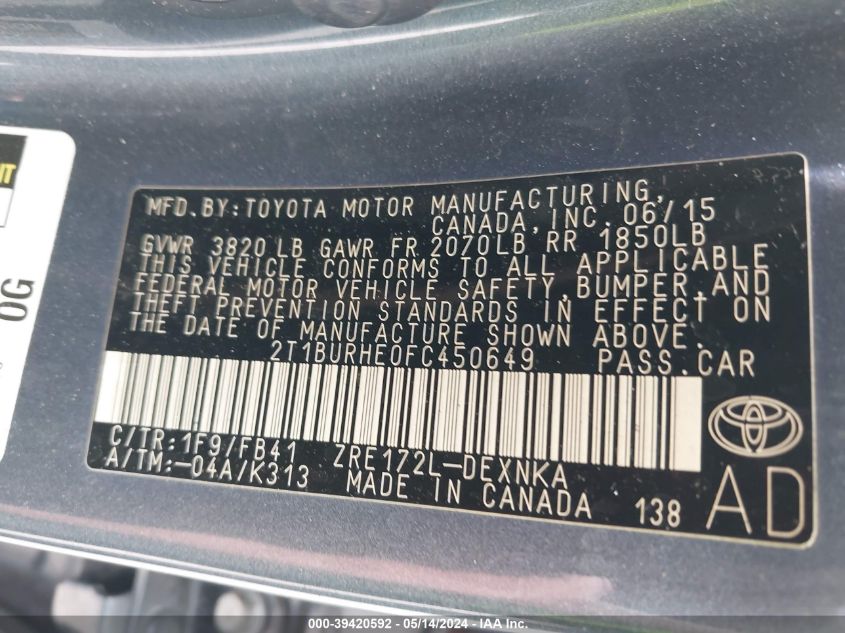 IT
0G
MFD.BY:TOYOTA MOTOR MANUFACTURING,
CANADA, INC. 06/15
GVWR 3820 LB GAWR FR 2070LB RR 1850LB
THIS VEHICLE CONFORMS TO ALL APPLICABLE
FEDERAL MOTOR VEHICLE SAFETY, BUMPER, AND
THEFT PREVENTION STANDARDS IN EFFECT ON
THE DATE OF MANUFACTURE SHOWN ABOVE.
2T1BURHE0FC450649 PASS.CAR
C/TR:1F9/FB41 ZRE172L-DEXNKA
A/TM:-04A/K313 MADE IN CANADA 138 AD
000-39420592 - 05/14/2024 - IAA Inc.